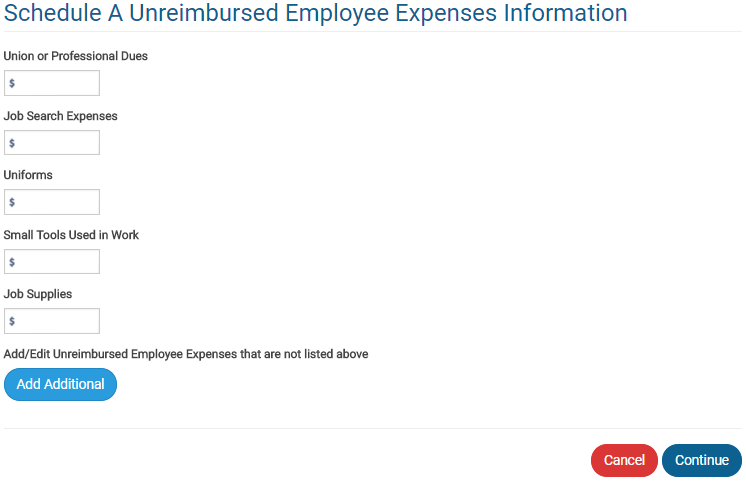 Schedule A Unreimbursed Employee Expenses Information
Union or Professional Dues
$
Job Search Expenses
$
Uniforms
$
Small Tools Used in Work
$
Job Supplies
$
Add/Edit Unreimbursed Employee Expenses that are not listed above
Add Additional
Cancel Continue